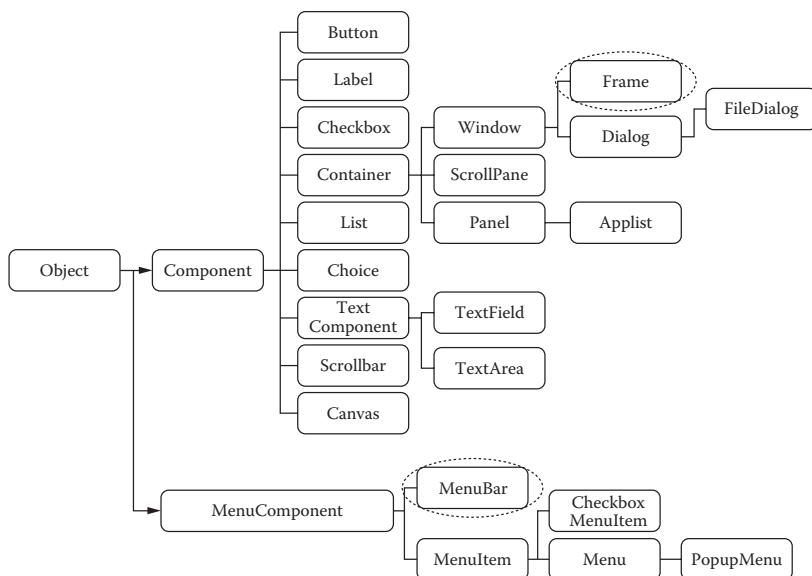 Button
Label
Frame
Checkbox
Window
FileDialog
Dialog
Container
ScrollPane
List
Panel
Applist
Object
Component
Choice
Text
Component
TextField
Scrollbar
TextArea
Canvas
MenuComponent
MenuBar
Checkbox
MenuItem
MenuItem
Menu
PopupMenu